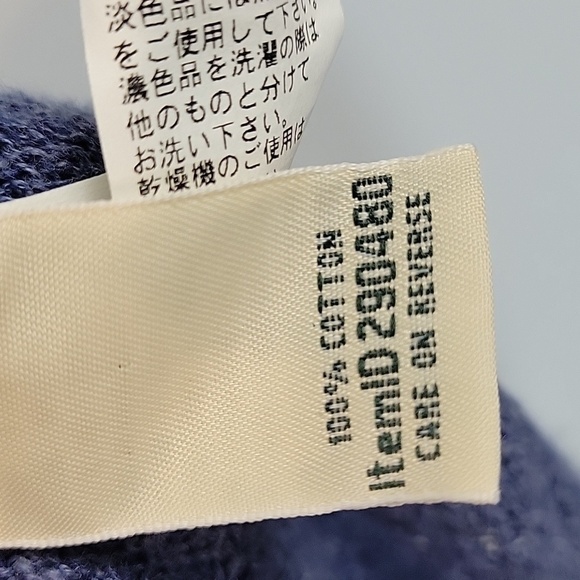 淡色品には
をご使用して下さい。
濃色品を洗濯の際は
他のものと分けて
お洗い下さい。
乾燥機のご使用は
100% COTTON
ItemID 290480
CARE ON REVERSE